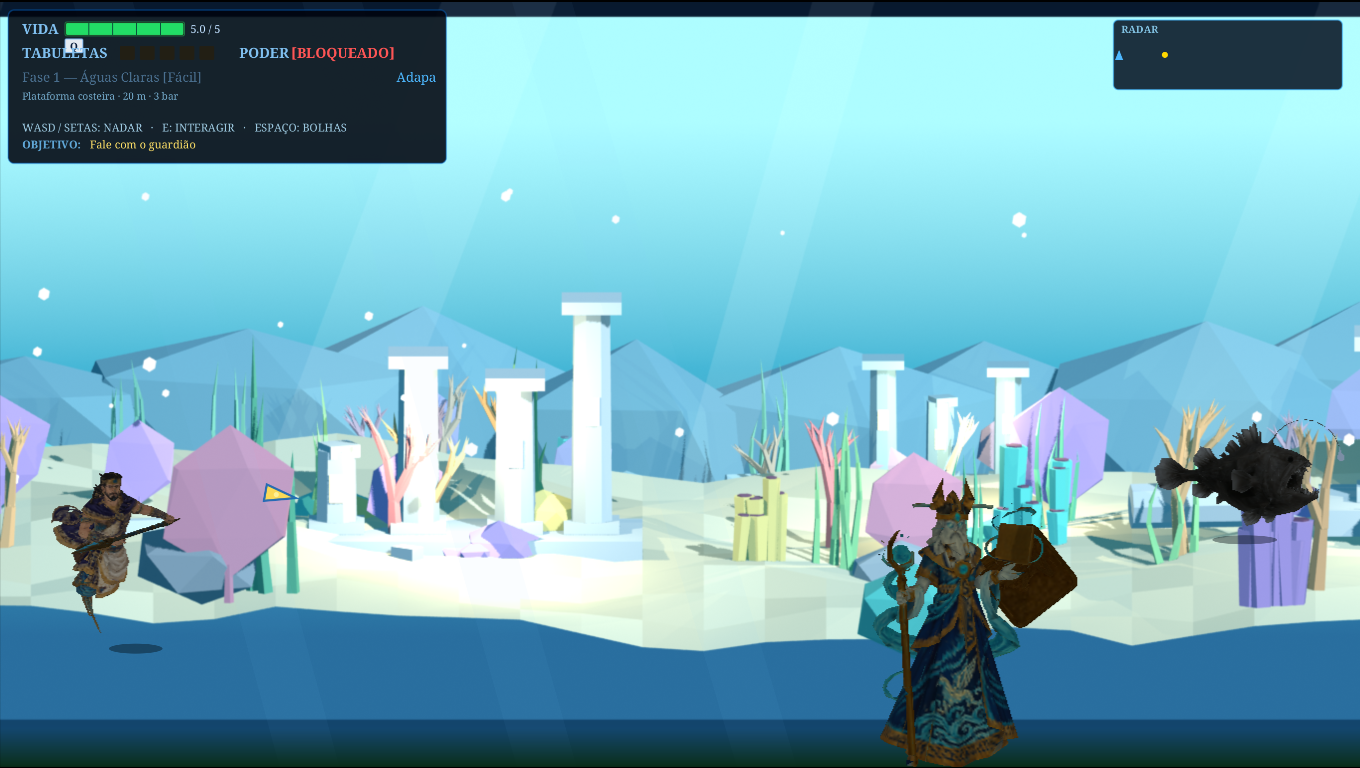 VIDA 5.0 / 5
TABULETAS PODER [BLOQUEADO]
Fase 1 — Águas Claras [Fácil] Adapa
Plataforma costeira · 20 m · 3 bar
WASD / SETAS: NADAR · E: INTERAGIR · ESPAÇO: BOLHAS
OBJETIVO: Fale com o guardião
RADAR